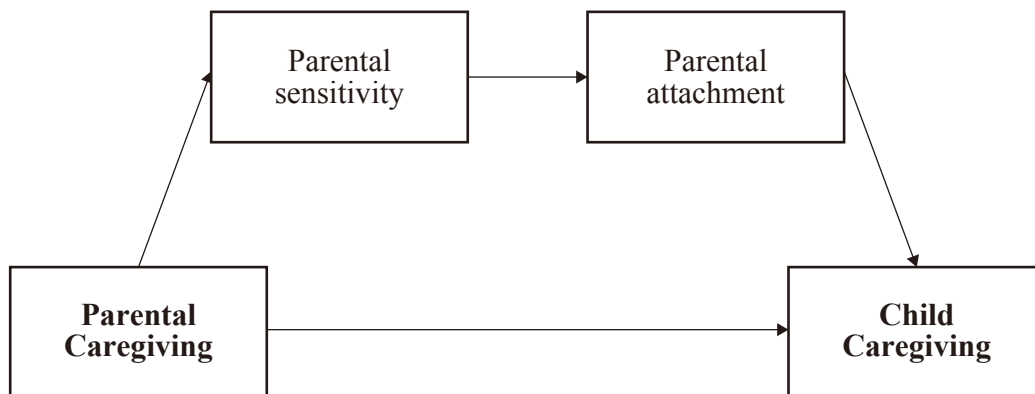 Parental
sensitivity
Parental
attachment
Parental
Caregiving
Child
Caregiving